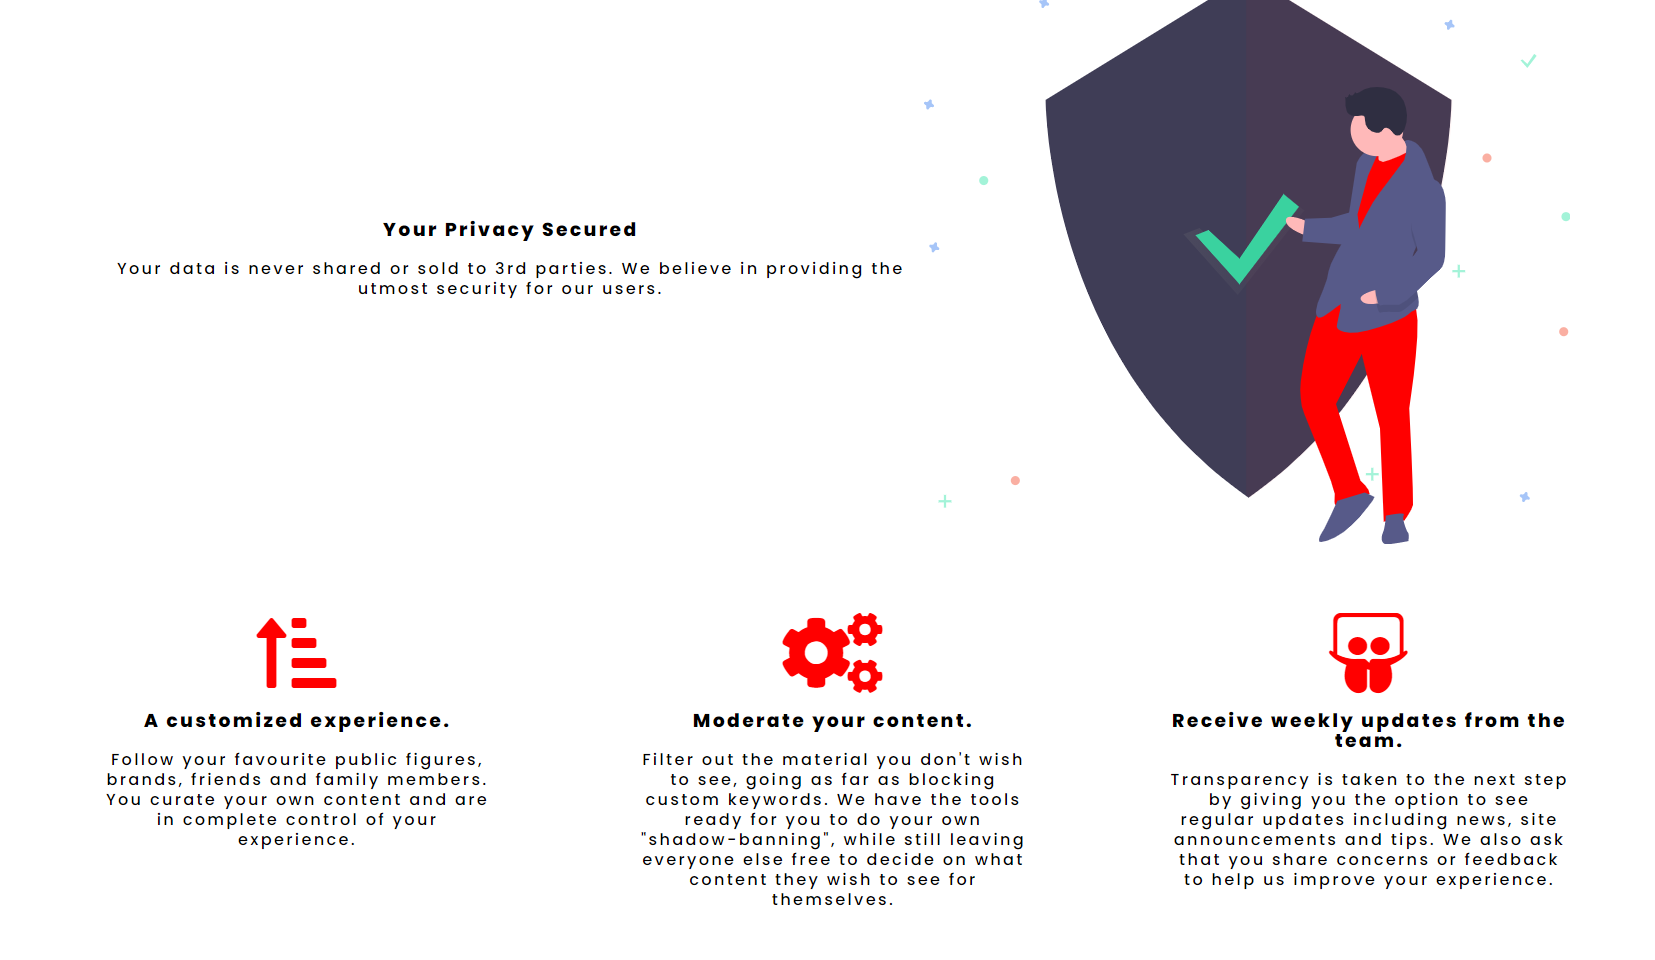 Your Privacy Secured
Your data is never shared or sold to 3rd parties. We believe in providing the
utmost security for our users.
A customized experience.
Follow your favourite public figures,
brands, friends and family members.
You curate your own content and are
in complete control of your
experience.
Moderate your content.
Filter out the material you don't wish
to see, going as far as blocking
custom keywords. We have the tools
ready for you to do your own
"shadow-banning", while still leaving
everyone else free to decide on what
content they wish to see for
themselves.
Receive weekly updates from the
team.
Transparency is taken to the next step
by giving you the option to see
regular updates including news, site
announcements and tips. We also ask
that you share concerns or feedback
to help us improve your experience.